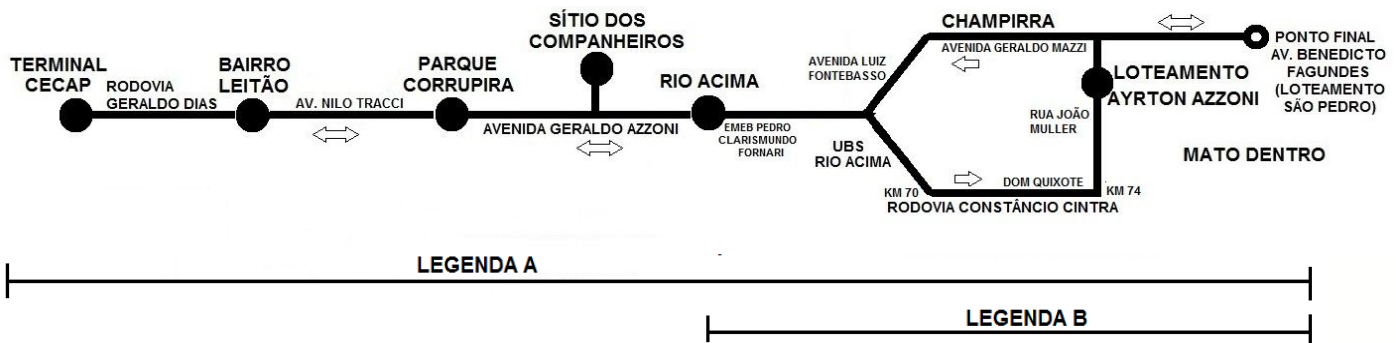 TERMINAL
CECAP
RODOVIA
GERALDO DIAS
BAIRRO
LEITÃO
AV. NILO TRACCI
PARQUE
CORRUPIRA
SÍTIO DOS
COMPANHEIROS
AVENIDA GERALDO AZZONI
RIO ACIMA
EMEB PEDRO
CLARISMUNDO
FORNARI
AVENIDA LUIZ
FONTEBASSO
UBS
RIO ACIMA
CHAMPIRRA
AVENIDA GERALDO MAZZI
LOTEAMENTO
AYRTON AZZONI
RUA JOÃO
MULLER
DOM QUIXOTE
KM 70
KM 74
RODOVIA CONSTÂNCIO CINTRA
PONTO FINAL
AV. BENEDICTO
FAGUNDES
(LOTEAMENTO
SÃO PEDRO)
MATO DENTRO
LEGENDA A
LEGENDA B